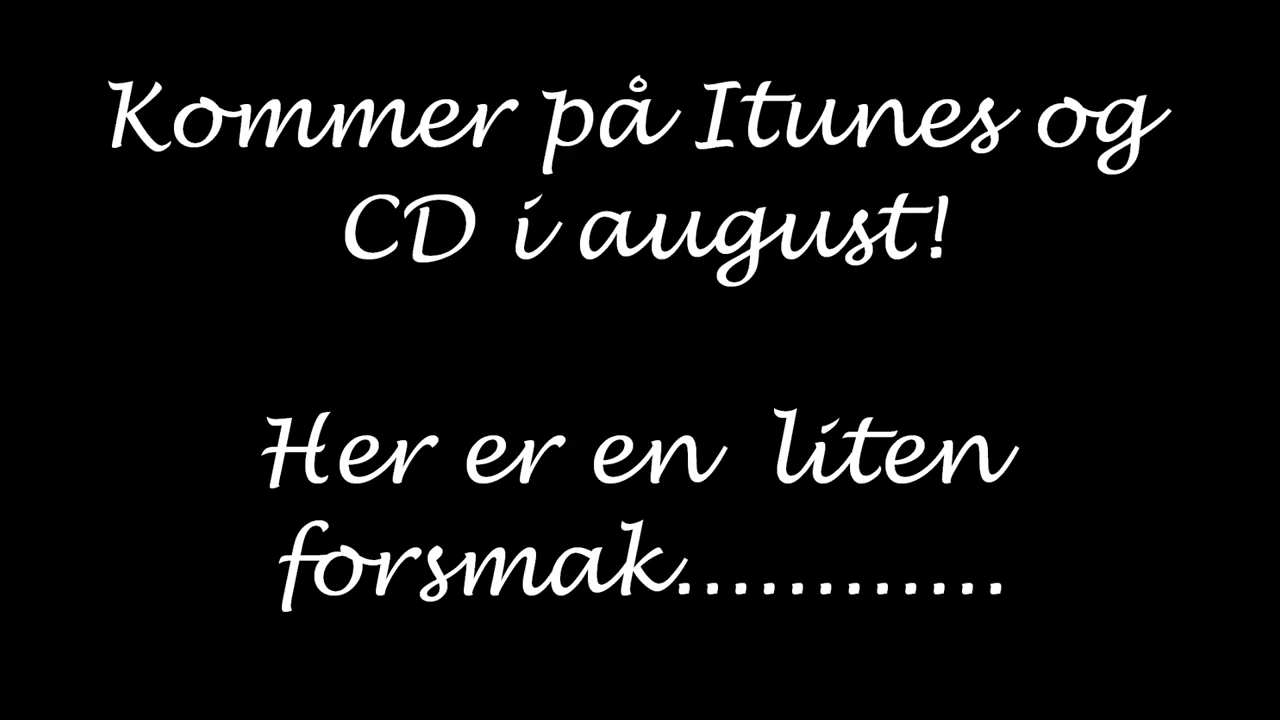 Kommer på Itunes og
CD i august!
Her er en liten
forsmak............